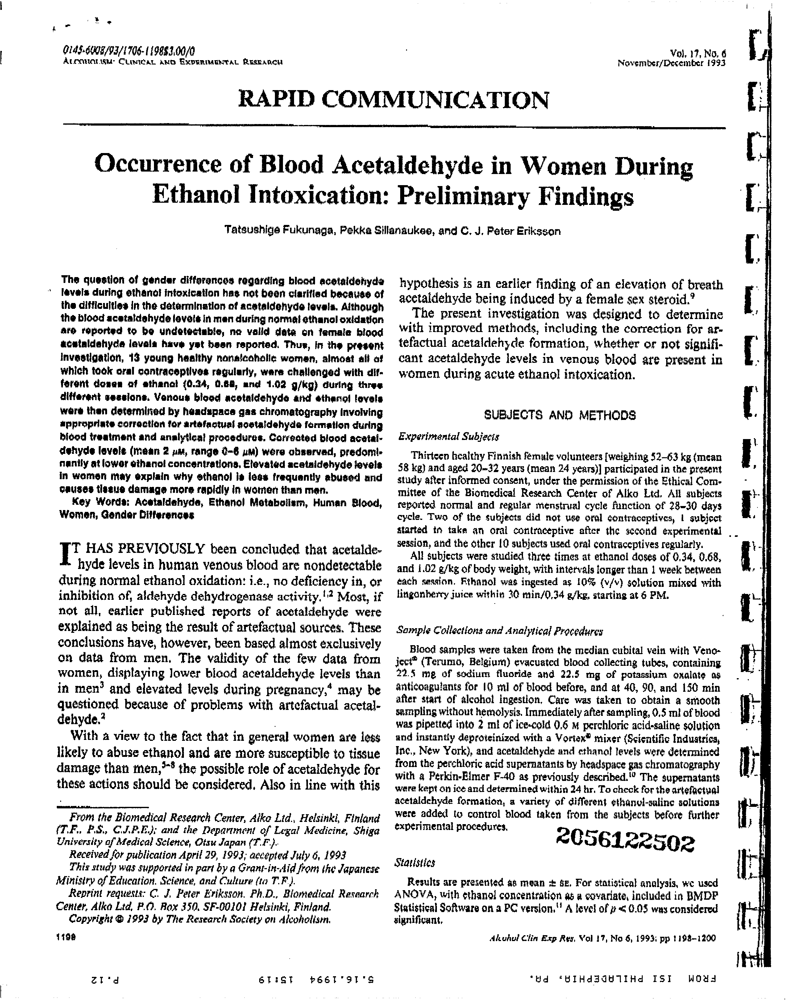 0145-6008/93/1706-1198$3.00/0
ALCOHOLISM: CLINICAL AND EXPERIMENTAL RESEARCH
Vol. 17, No. 6
November/December 1993
RAPID COMMUNICATION
Occurrence of Blood Acetaldehyde in Women During
Ethanol Intoxication: Preliminary Findings
Tatsushige Fukunaga, Pekka Sillanaukee, and C. J. Peter Eriksson
The question of gender differences regarding blood acetaldehyde
levels during ethanol intoxication has not been clarified because of
the difficulties in the determination of acetaldehyde levels. Although
the blood acetaldehyde levels in men during normal ethanol oxidation
are reported to be undetectable, no valid data on female blood
acetaldehyde levels have yet been reported. Thus, in the present
investigation, 13 young healthy nonalcoholic women, almost all of
which took oral contraceptives regularly, were challenged with dif-
ferent doses of ethanol (0.34, 0.68, and 1.02 g/kg) during three
different sessions. Venous blood acetaldehyde and ethanol levels
were then determined by headspace gas chromatography involving
appropriate correction for artefactual acetaldehyde formation during
blood treatment and analytical procedures. Corrected blood acetal-
dehyde levels (mean 2 μM, range 0–6 μM) were observed, predomi-
nantly at lower ethanol concentrations. Elevated acetaldehyde levels
in women may explain why ethanol is less frequently abused and
causes tissue damage more rapidly in women than men.
Key Words: Acetaldehyde, Ethanol Metabolism, Human Blood,
Women, Gender Differences
IT HAS PREVIOUSLY been concluded that acetalde-
hyde levels in human venous blood are nondetectable
during normal ethanol oxidation: i.e., no deficiency in, or
inhibition of, aldehyde dehydrogenase activity.1,2 Most, if
not all, earlier published reports of acetaldehyde were
explained as being the result of artefactual sources. These
conclusions have, however, been based almost exclusively
on data from men. The validity of the few data from
women, displaying lower blood acetaldehyde levels than
in men3 and elevated levels during pregnancy,4 may be
questioned because of problems with artefactual acetal-
dehyde.2
With a view to the fact that in general women are less
likely to abuse ethanol and are more susceptible to tissue
damage than men,5–8 the possible role of acetaldehyde for
these actions should be considered. Also in line with this
From the Biomedical Research Center, Alko Ltd., Helsinki, Finland
(T.F., P.S., C.J.P.E.); and the Department of Legal Medicine, Shiga
University of Medical Science, Otsu Japan (T.F.).
Received for publication April 29, 1993; accepted July 6, 1993
This study was supported in part by a Grant-in-Aid from the Japanese
Ministry of Education, Science, and Culture (to T.F.).
Reprint requests: C. J. Peter Eriksson, Ph.D., Biomedical Research
Center, Alko Ltd, P.O. Box 350, SF-00101 Helsinki, Finland.
Copyright © 1993 by The Research Society on Alcoholism.
1198
hypothesis is an earlier finding of an elevation of breath
acetaldehyde being induced by a female sex steroid.9
The present investigation was designed to determine
with improved methods, including the correction for ar-
tefactual acetaldehyde formation, whether or not signifi-
cant acetaldehyde levels in venous blood are present in
women during acute ethanol intoxication.
SUBJECTS AND METHODS
Experimental Subjects
Thirteen healthy Finnish female volunteers [weighing 52–63 kg (mean
58 kg) and aged 20–32 years (mean 24 years)] participated in the present
study after informed consent, under the permission of the Ethical Com-
mittee of the Biomedical Research Center of Alko Ltd. All subjects
reported normal and regular menstrual cycle function of 28–30 days
cycle. Two of the subjects did not use oral contraceptives, 1 subject
started to take an oral contraceptive after the second experimental
session, and the other 10 subjects used oral contraceptives regularly.
All subjects were studied three times at ethanol doses of 0.34, 0.68,
and 1.02 g/kg of body weight, with intervals longer than 1 week between
each session. Ethanol was ingested as 10% (v/v) solution mixed with
lingonberry juice within 30 min/0.34 g/kg, starting at 6 PM.
Sample Collections and Analytical Procedures
Blood samples were taken from the median cubital vein with Veno-
ject® (Terumo, Belgium) evacuated blood collecting tubes, containing
22.5 mg of sodium fluoride and 22.5 mg of potassium oxalate as
anticoagulants for 10 ml of blood before, and at 40, 90, and 150 min
after start of alcohol ingestion. Care was taken to obtain a smooth
sampling without hemolysis. Immediately after sampling, 0.5 ml of blood
was pipetted into 2 ml of ice-cold 0.6 M perchloric acid-saline solution
and instantly deproteinized with a Vortex® mixer (Scientific Industries,
Inc., New York), and acetaldehyde and ethanol levels were determined
from the perchloric acid supernatants by headspace gas chromatography
with a Perkin-Elmer F-40 as previously described.10 The supernatants
were kept on ice and determined within 24 hr. To check for the artefactual
acetaldehyde formation, a variety of different ethanol-saline solutions
were added to control blood taken from the subjects before further
experimental procedures.
2056122502
Statistics
Results are presented as mean ± SE. For statistical analysis, we used
ANOVA, with ethanol concentration as a covariate, included in BMDP
Statistical Software on a PC version.11 A level of p < 0.05 was considered
significant.
Alcohol Clin Exp Res, Vol 17, No 6, 1993; pp 1198–1200
FROM ISI PHILADELPHIA, PA. 5.16.1994 15:19 P.12